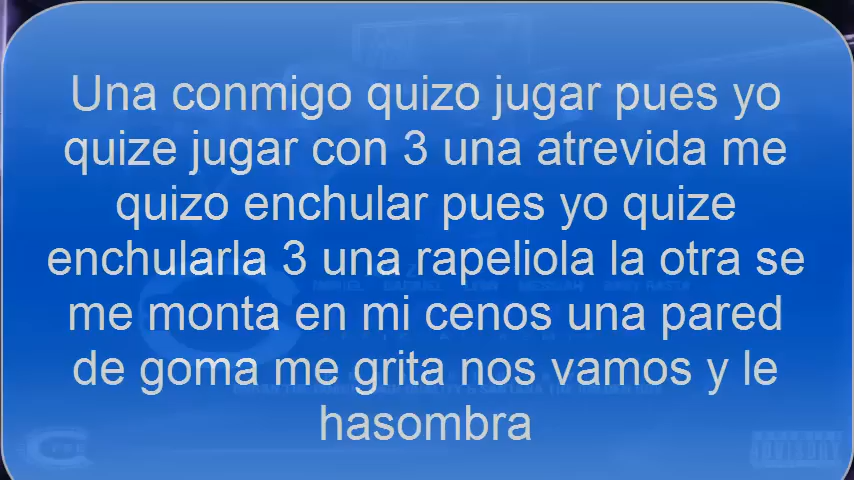 Una conmigo quizo jugar pues yo
quize jugar con 3 una atrevida me
quizo enchular pues yo quize
enchularla 3 una rapeliola la otra se
me monta en mi cenos una pared
de goma me grita nos vamos y le
hasombra